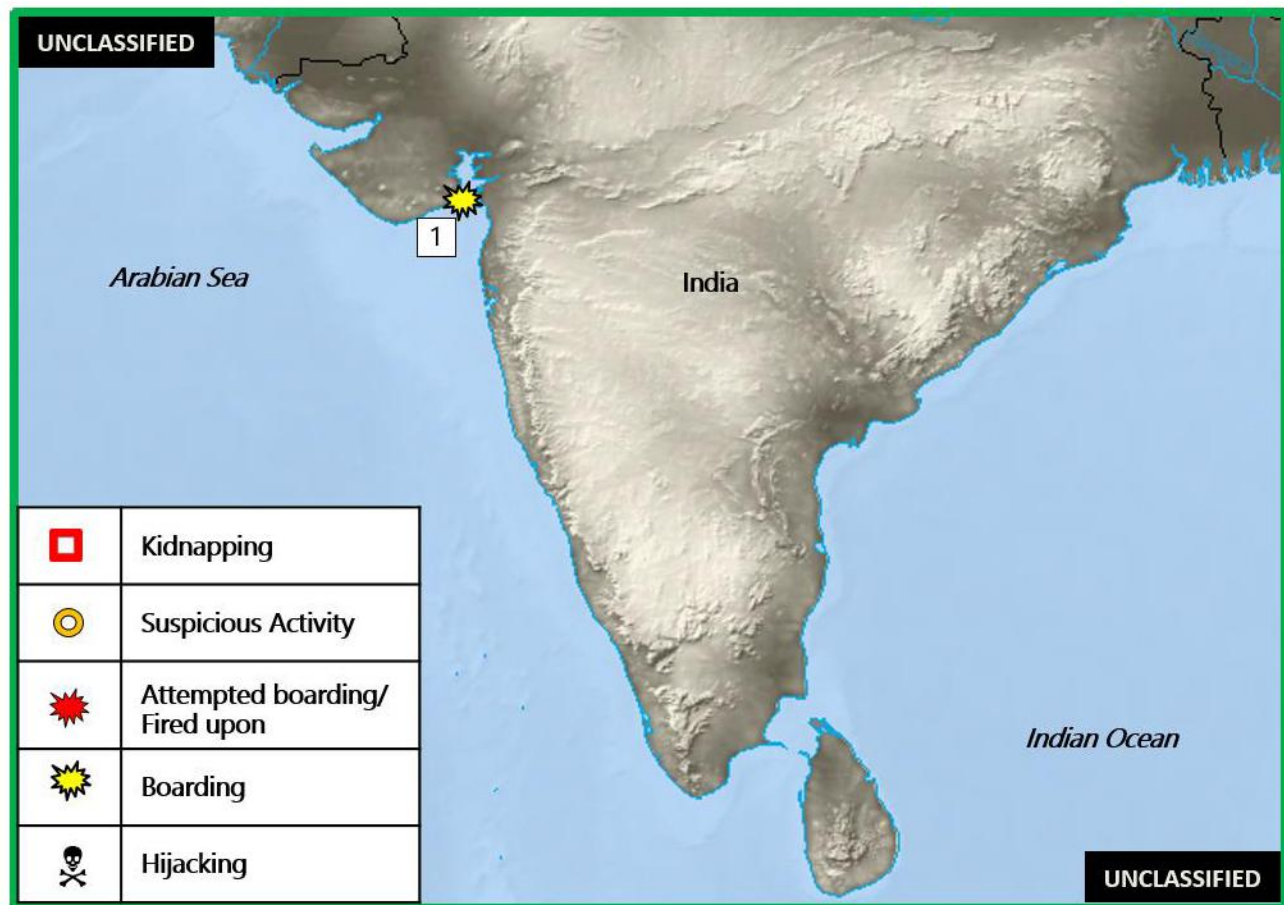 UNCLASSIFIED
1
Arabian Sea
India
Kidnapping
Suspicious Activity
Attempted boarding/
Fired upon
Boarding
Hijacking
Indian Ocean
UNCLASSIFIED